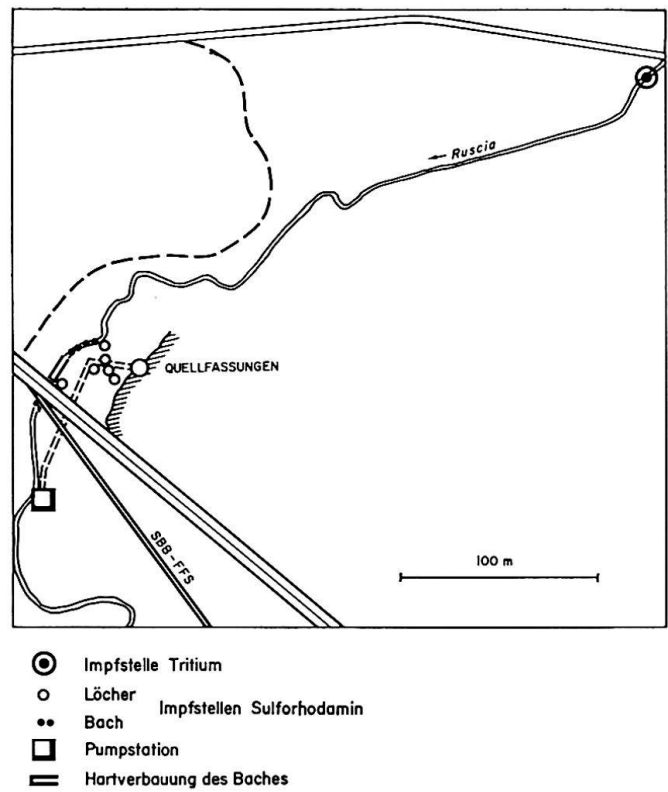 Ruscia
QUELLFASSUNGEN
SBB-FFS
100 m
Impfstelle Tritium
Löcher
Impfstellen Sulforhodamin
Bach
Pumpstation
Hartverbauung des Baches